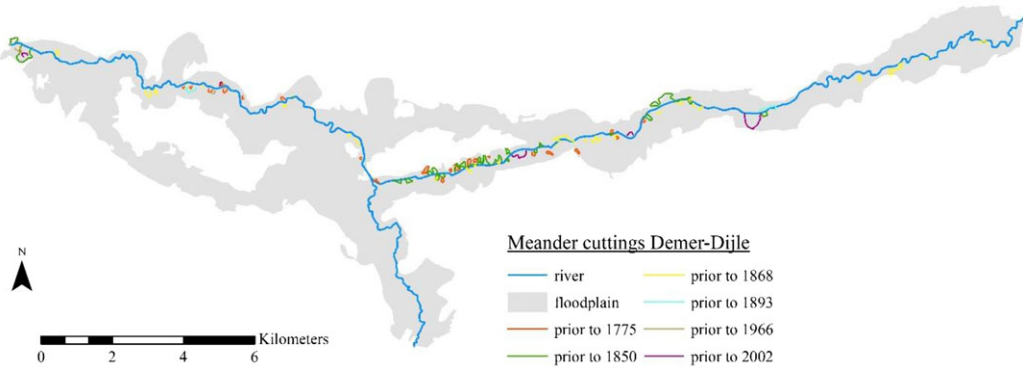 N
Meander cuttings Demer-Dijle
river
prior to 1868
floodplain
prior to 1893
prior to 1775
prior to 1966
prior to 1850
prior to 2002
Kilometers
0 2 4 6